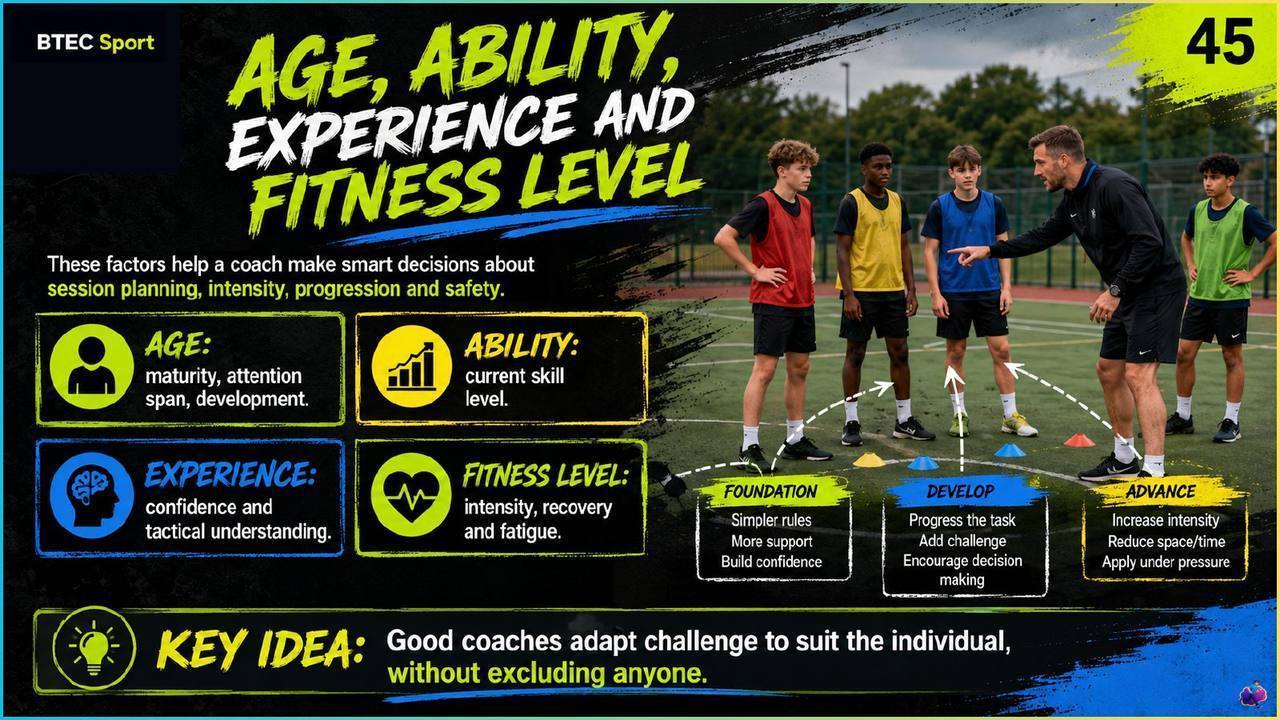 BTEC Sport
45
AGE, ABILITY,
EXPERIENCE AND
FITNESS LEVEL
These factors help a coach make smart decisions about
session planning, intensity, progression and safety.
AGE:
maturity, attention
span, development.
ABILITY:
current skill
level.
EXPERIENCE:
confidence and
tactical understanding.
FITNESS LEVEL:
intensity, recovery
and fatigue.
FOUNDATION
Simpler rules
More support
Build confidence
DEVELOP
Progress the task
Add challenge
Encourage decision
making
ADVANCE
Increase intensity
Reduce space/time
Apply under pressure
KEY IDEA:
Good coaches adapt challenge to suit the individual,
without excluding anyone.